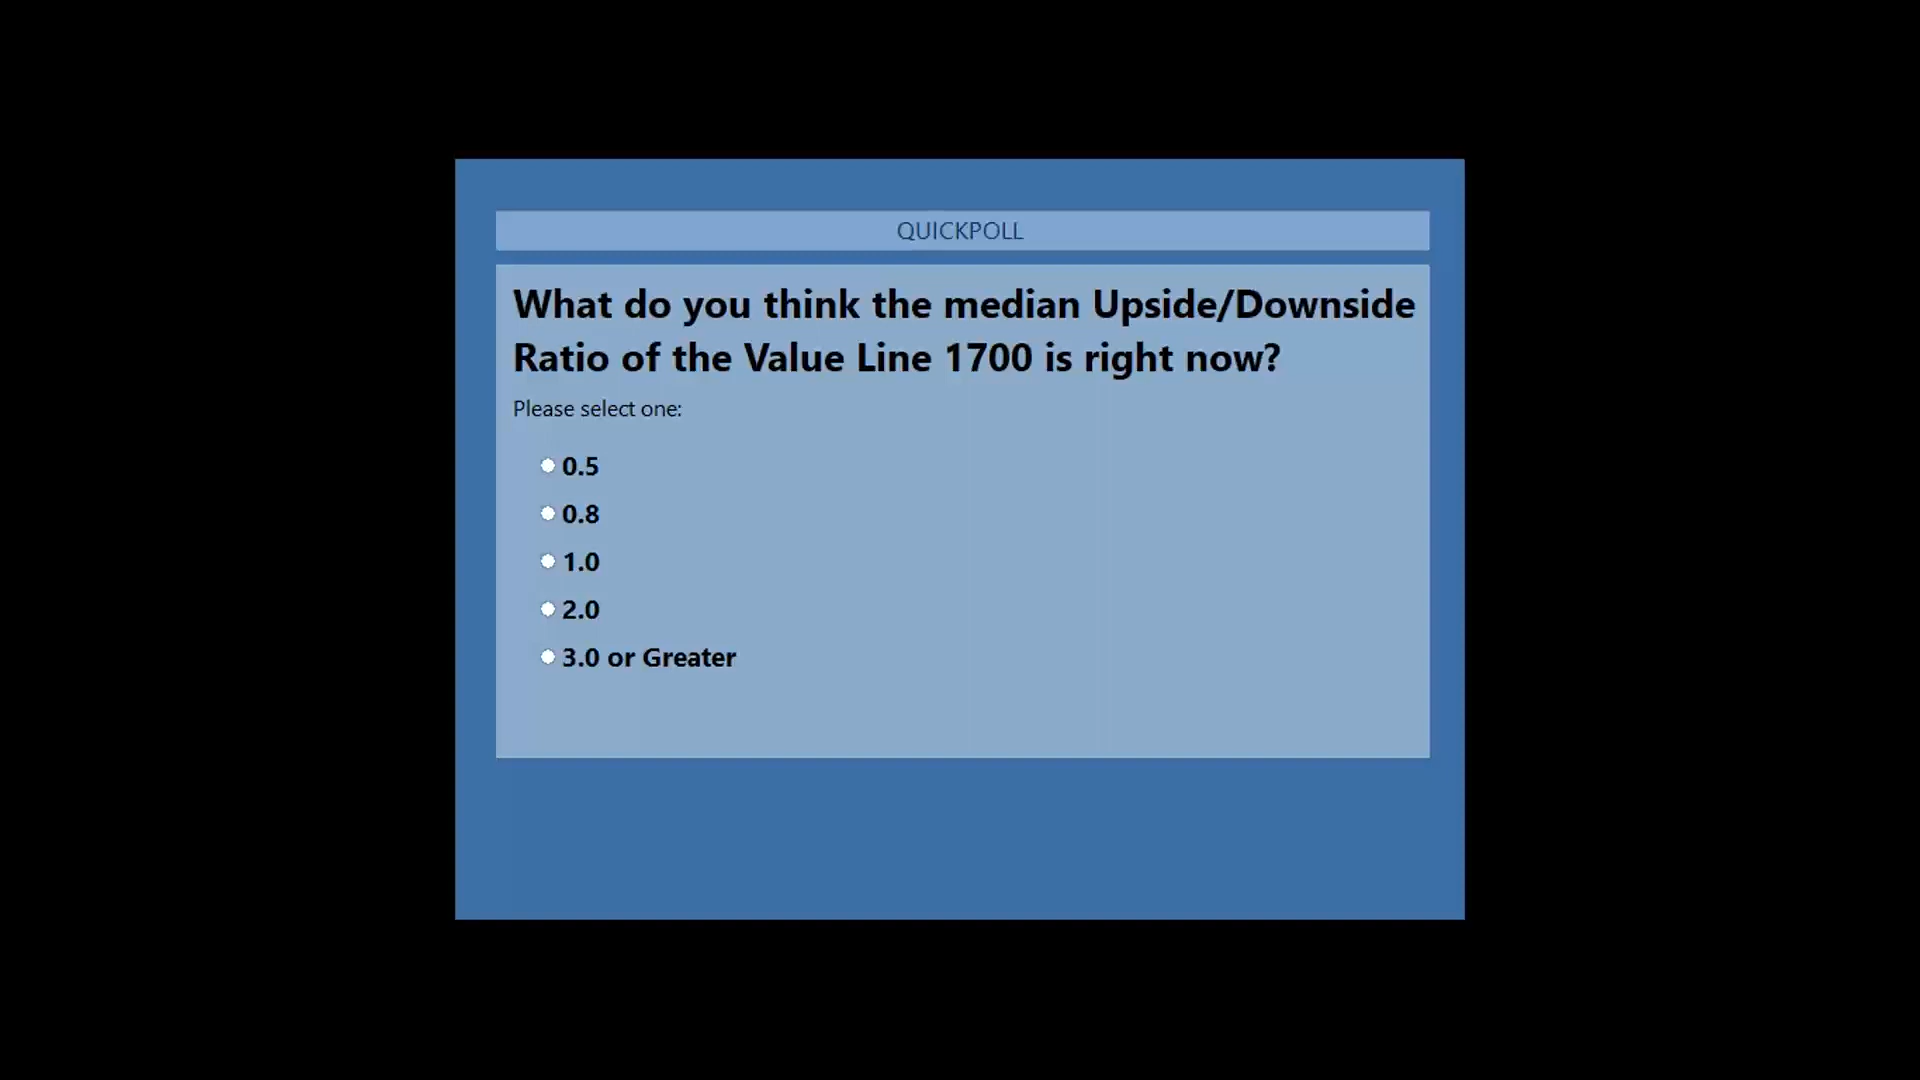 QUICKPOLL
What do you think the median Upside/Downside
Ratio of the Value Line 1700 is right now?
Please select one:
0.5
0.8
1.0
2.0
3.0 or Greater